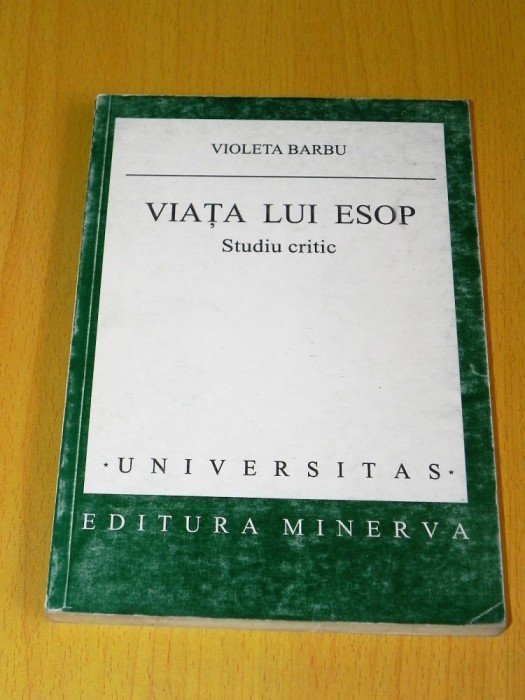 VIOLETA BARBU
VIAȚA LUI ESOP
Studiu critic
* UNIVERSITAS *
EDITURA MINERVA